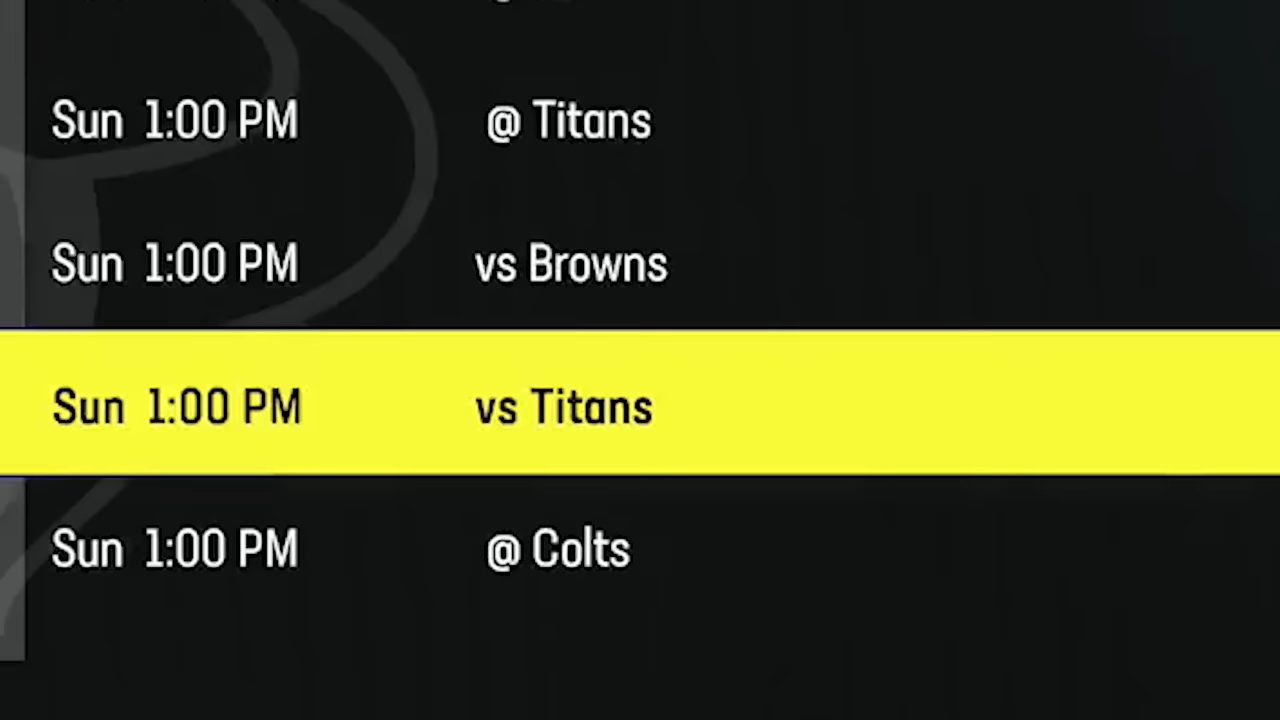 Sun 1:00 PM @ Titans
Sun 1:00 PM vs Browns
Sun 1:00 PM vs Titans
Sun 1:00 PM @ Colts